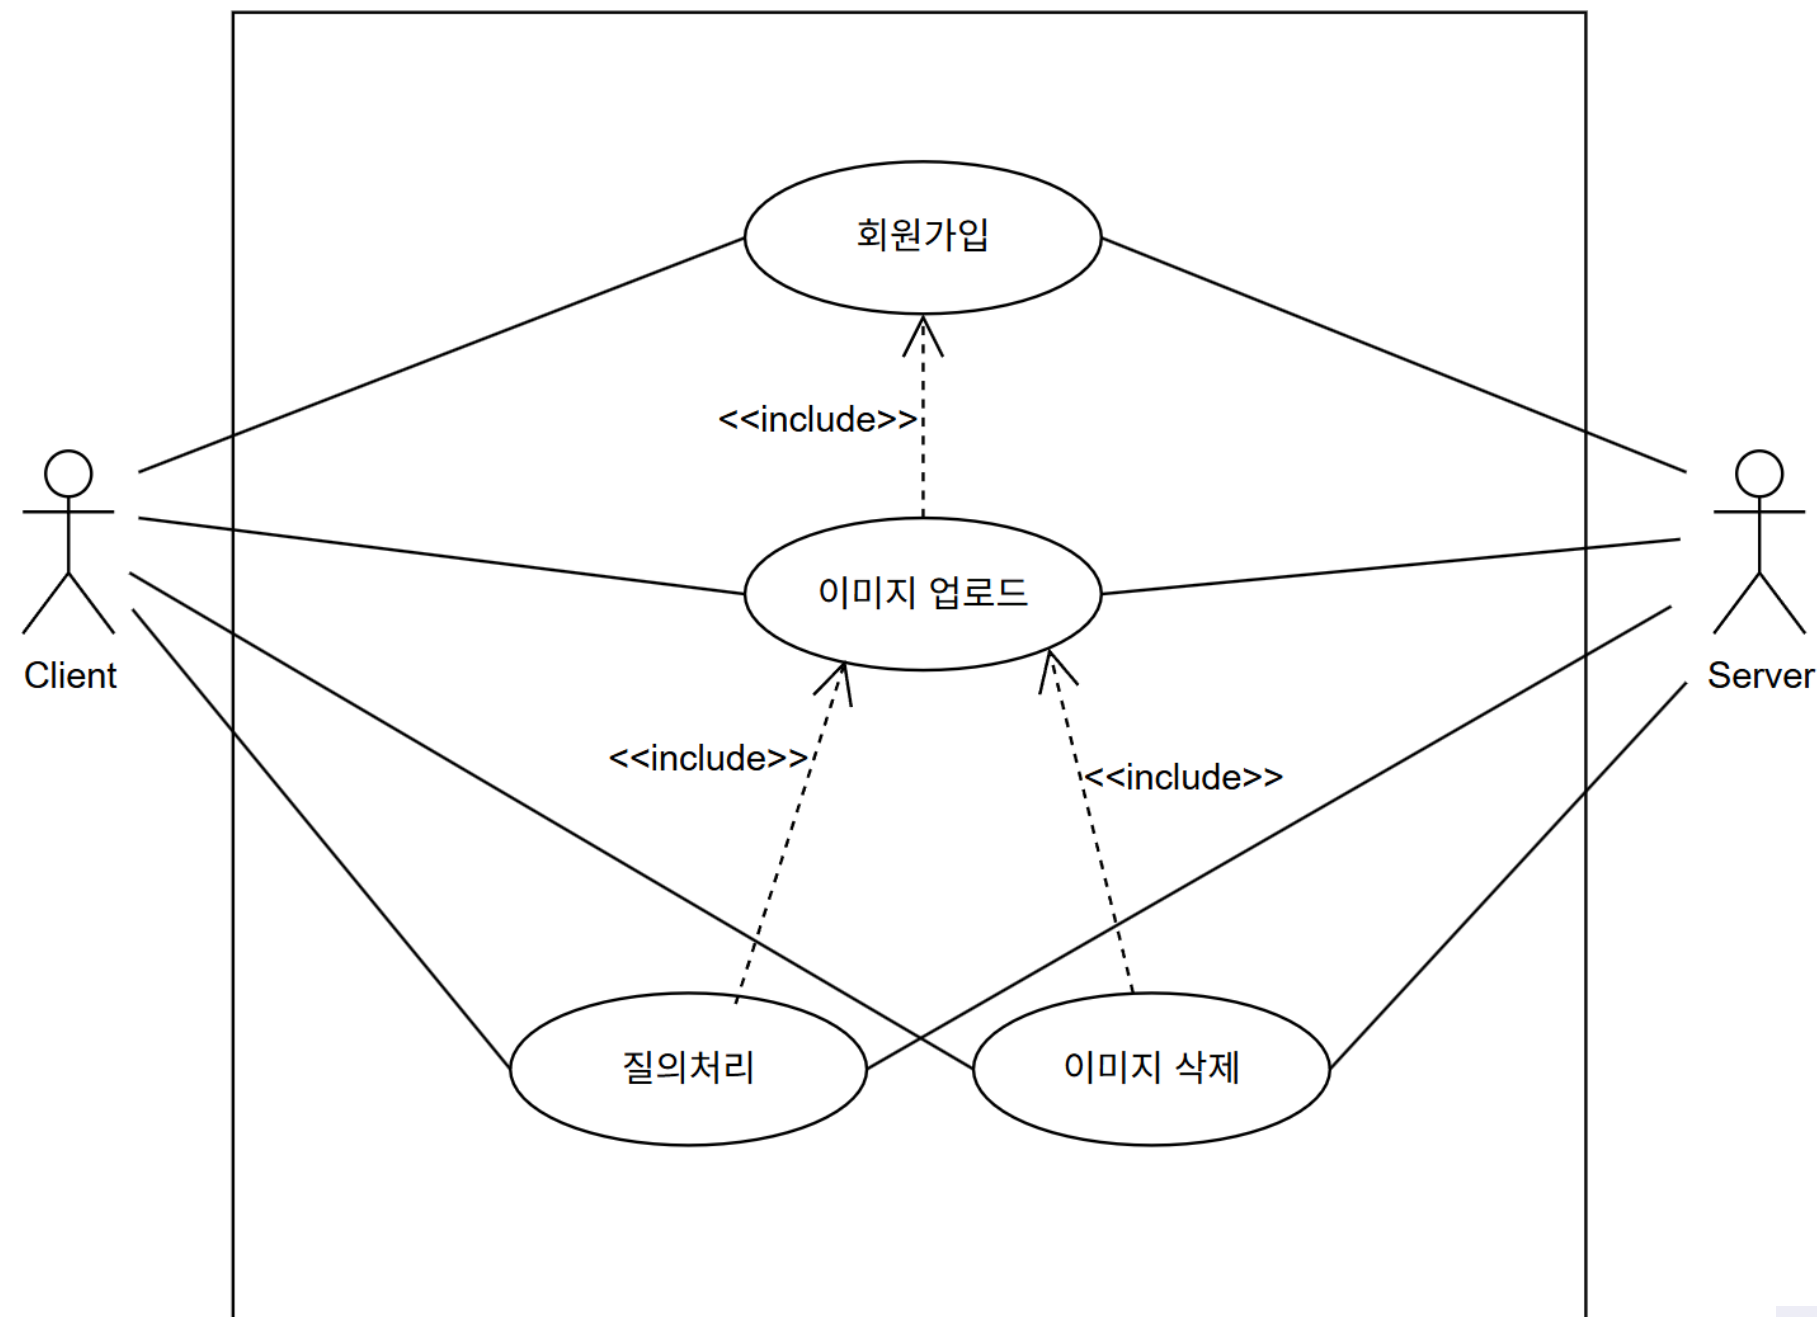 회원가입
<<include>>
이미지 업로드
Client
Server
<<include>>
<<include>>
질의처리
이미지 삭제